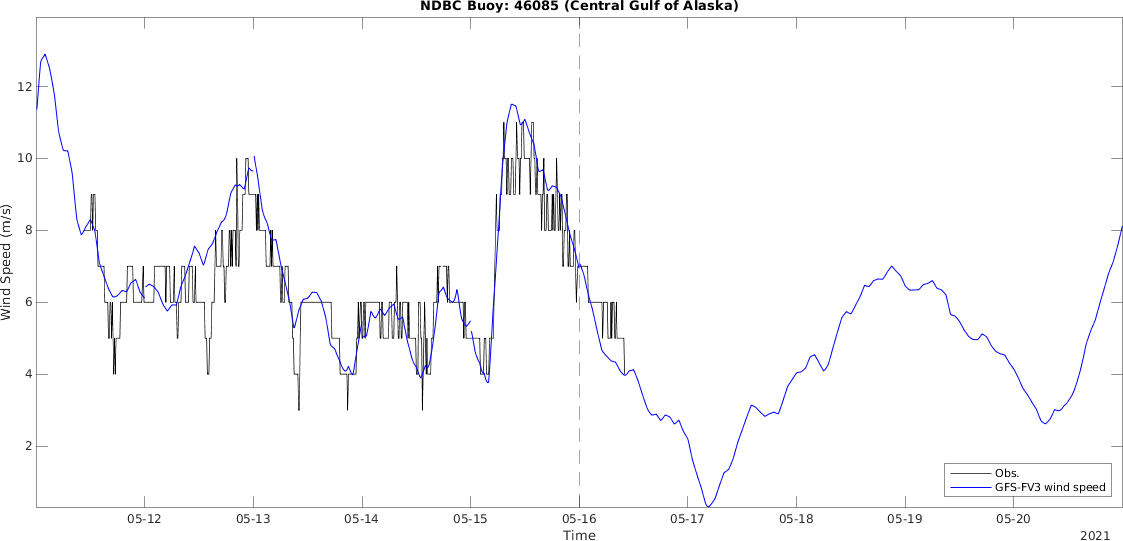 NDBC Buoy: 46085 (Central Gulf of Alaska)
Wind Speed (m/s)
12
10
8
6
4
2
Obs.
GFS-FV3 wind speed
05-12 05-13 05-14 05-15 05-16 05-17 05-18 05-19 05-20
Time
2021